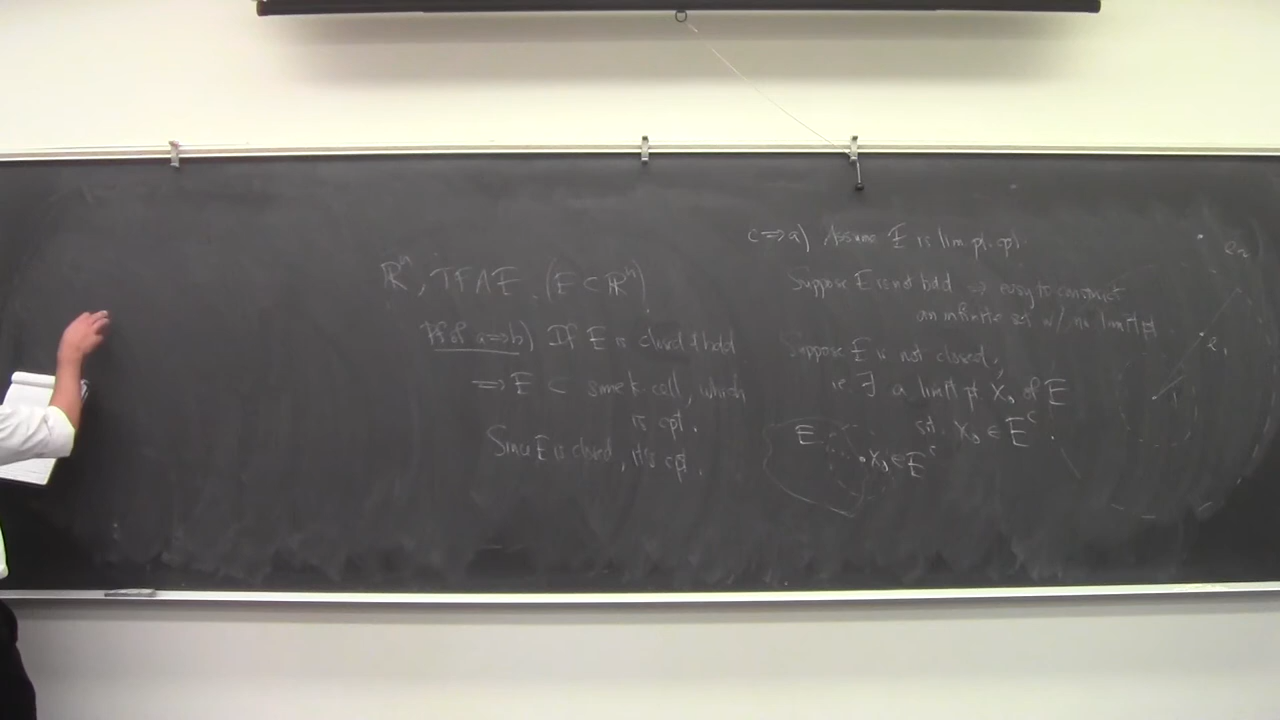 ℝⁿ, TFAE. (E ⊂ ℝⁿ)
Pf of a ⇒ b) If E is closed & bdd
⇒ E ⊂ some k-cell, which
is cpt.
Since E is closed, it's cpt.
c ⇒ a) Assume E is lim pt. cpt.
Suppose E is not bdd ⇒ easy to construct
an infinite set w/ no limit pt.
Suppose E is not closed,
ie ∃ a limit pt. x₀ of E
s.t. x₀ ∈ Eᶜ.
E
x₀ ∈ Eᶜ
e₂
e₁